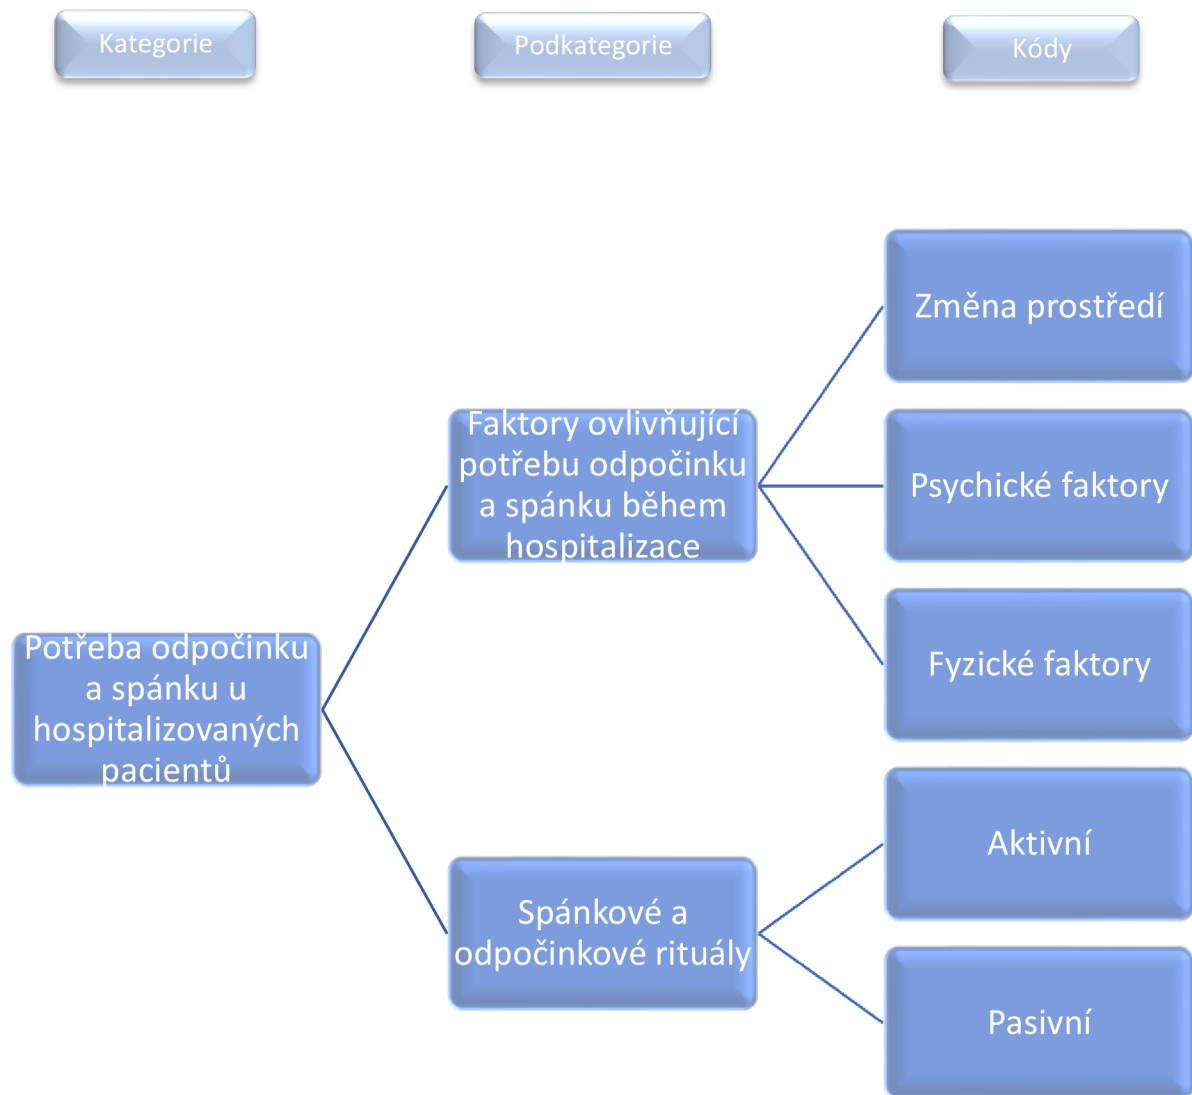 Kategorie
Podkategorie
Kódy
Potřeba odpočinku
a spánku u
hospitalizovaných
pacientů
Faktory ovlivňující
potřebu odpočinku
a spánku během
hospitalizace
Změna prostředí
Psychické faktory
Fyzické faktory
Spánkové a
odpočinkové rituály
Aktivní
Pasivní